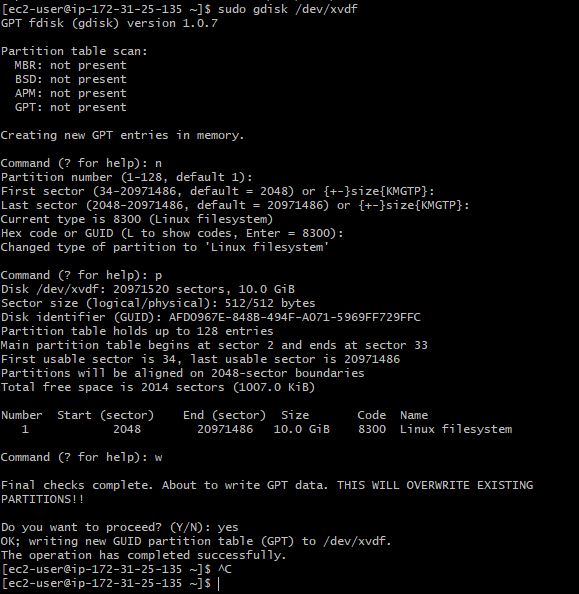 [ec2-user@ip-172-31-25-135 ~]$ sudo gdisk /dev/xvdf
GPT fdisk (gdisk) version 1.0.7
Partition table scan:
MBR: not present
BSD: not present
APM: not present
GPT: not present
Creating new GPT entries in memory.
Command (? for help): n
Partition number (1-128, default 1):
First sector (34-20971486, default = 2048) or {+-}size{KMGTP}:
Last sector (2048-20971486, default = 20971486) or {+-}size{KMGTP}:
Current type is 8300 (Linux filesystem)
Hex code or GUID (L to show codes, Enter = 8300):
Changed type of partition to 'Linux filesystem'
Command (? for help): p
Disk /dev/xvdf: 20971520 sectors, 10.0 GiB
Sector size (logical/physical): 512/512 bytes
Disk identifier (GUID): AFD0967E-848B-494F-A071-5969FF729FFC
Partition table holds up to 128 entries
Main partition table begins at sector 2 and ends at sector 33
First usable sector is 34, last usable sector is 20971486
Partitions will be aligned on 2048-sector boundaries
Total free space is 2014 sectors (1007.0 KiB)
Number Start (sector) End (sector) Size Code Name
1 2048 20971486 10.0 GiB 8300 Linux filesystem
Command (? for help): w
Final checks complete. About to write GPT data. THIS WILL OVERWRITE EXISTING
PARTITIONS!!
Do you want to proceed? (Y/N): yes
OK; writing new GUID partition table (GPT) to /dev/xvdf.
The operation has completed successfully.
[ec2-user@ip-172-31-25-135 ~]$ ^C
[ec2-user@ip-172-31-25-135 ~]$